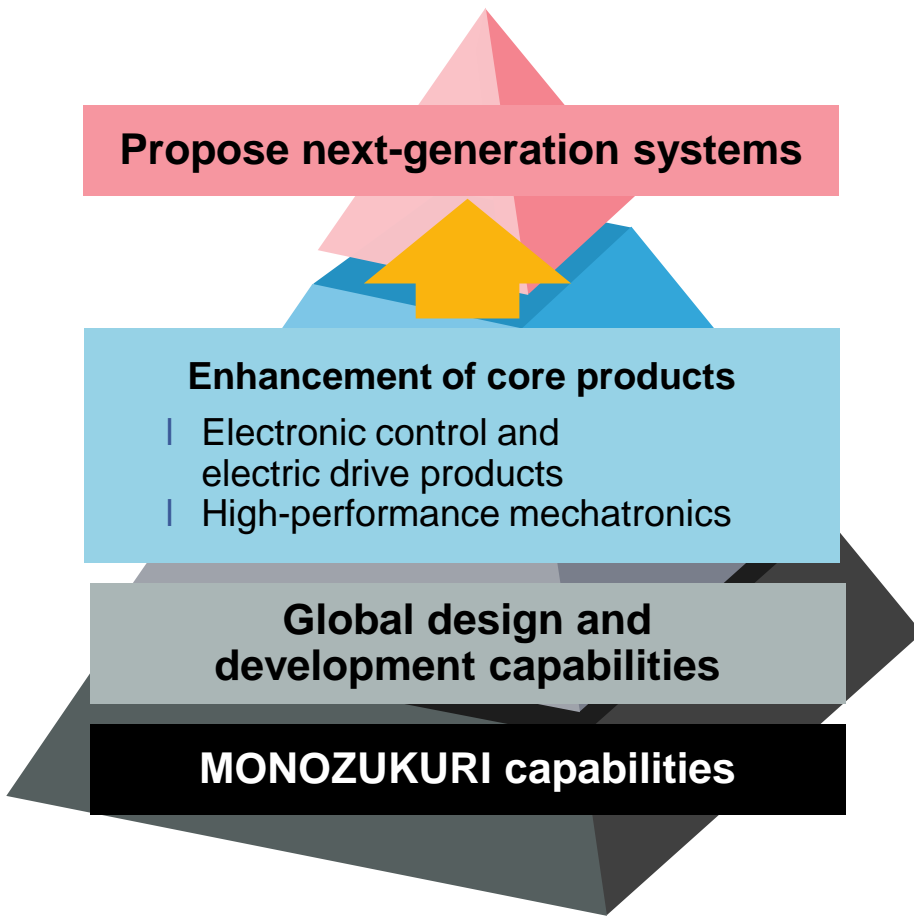 Propose next-generation systems
Enhancement of core products
l Electronic control and
electric drive products
l High-performance mechatronics
Global design and
development capabilities
MONOZUKURI capabilities